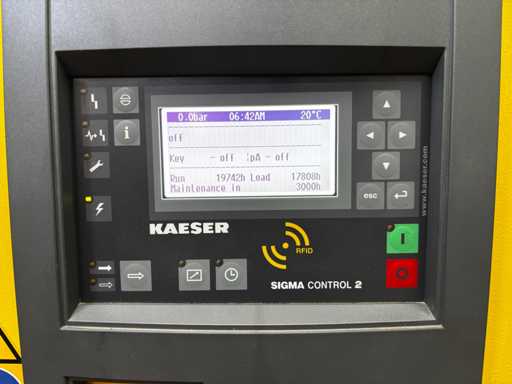 0.0bar 06:42AM 20°C
off
Key - off pA - off
Run 19742h Load 17808h
Maintenance in 3000h
esc
KAESER
RFID
SIGMA CONTROL 2
www.kaeser.com